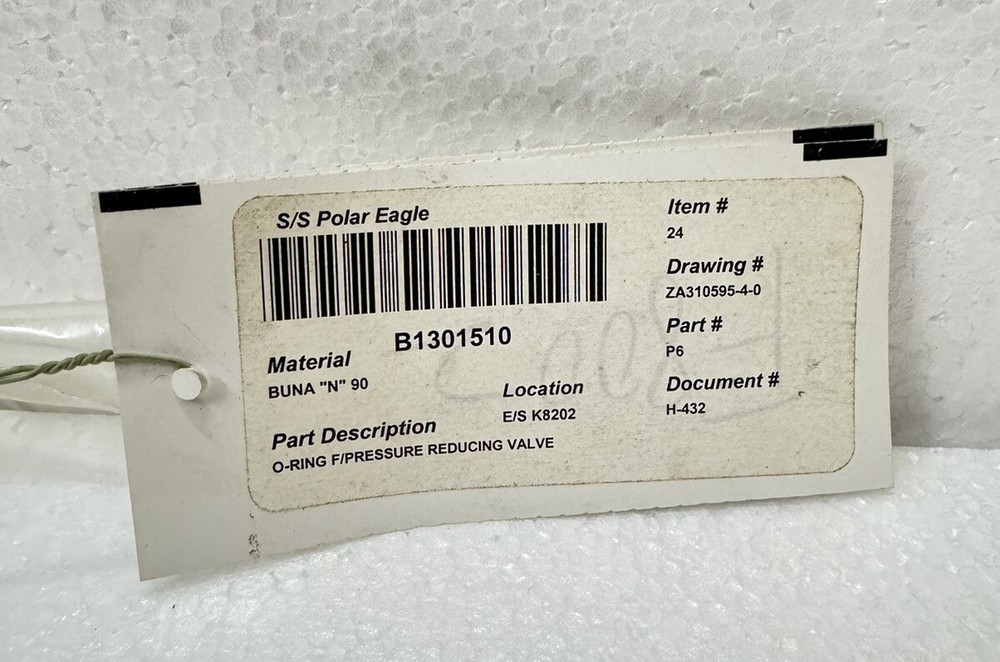 S/S Polar Eagle
B1301510
Material
BUNA "N" 90
Location
E/S K8202
Part Description
O-RING F/PRESSURE REDUCING VALVE
Item #
24
Drawing #
ZA310595-4-0
Part #
P6
Document #
H-432